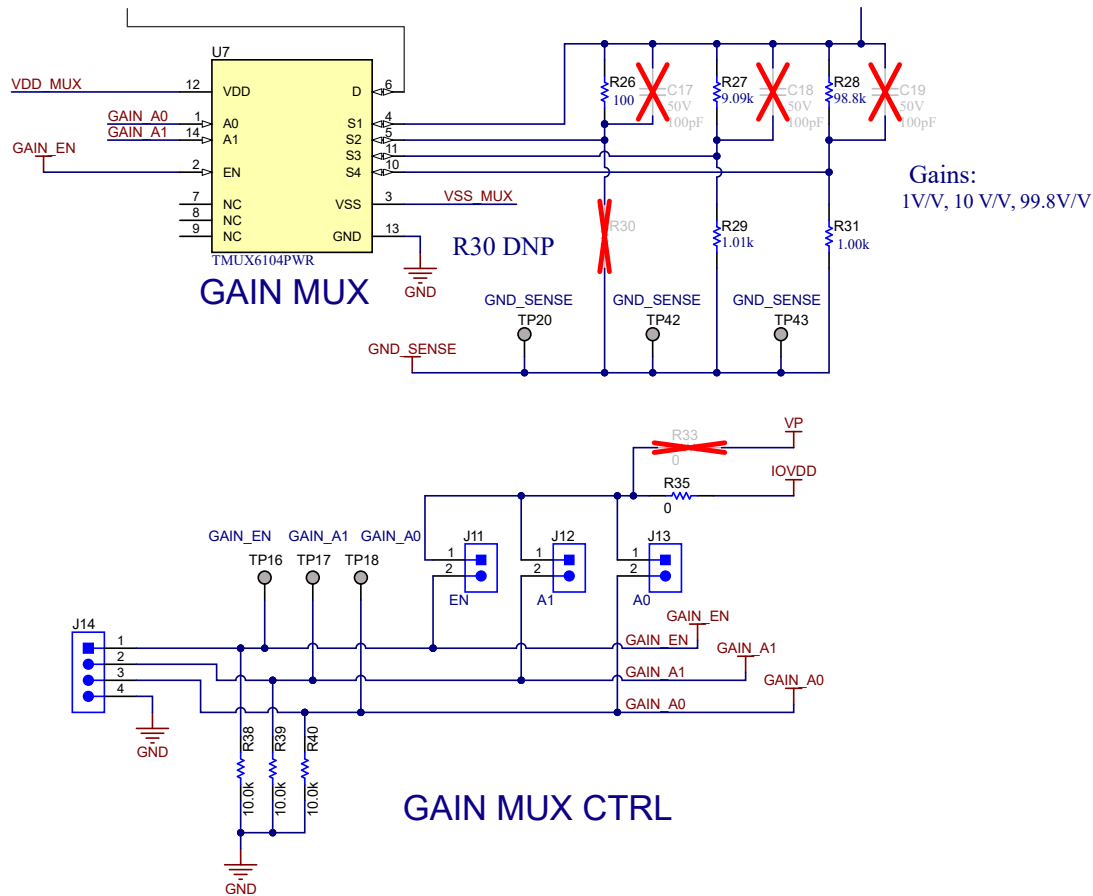 U7
VDD_MUX
12
VDD
D
6
GAIN_A0
1
A0
S1
4
GAIN_A1
14
A1
S2
5
S3
11
GAIN_EN
2
EN
S4
10
7
NC
VSS
3
VSS_MUX
8
NC
9
NC
GND
13
TMUX6104PWR
GND
GAIN MUX
R26
100
C17
50V
100pF
R27
9.09k
C18
50V
100pF
R28
98.8k
C19
50V
100pF
Gains:
1V/V, 10 V/V, 99.8V/V
R30 DNP
R30
R29
1.01k
R31
1.00k
GND_SENSE
TP20
GND_SENSE
TP42
GND_SENSE
TP43
GND_SENSE
R33
0
VP
R35
0
IOVDD
GAIN_EN
TP16
GAIN_A1
TP17
GAIN_A0
TP18
J11
1
2
EN
J12
1
2
A1
J13
1
2
A0
J14
1
2
3
4
GND
GAIN_EN
GAIN_EN
GAIN_A1
GAIN_A1
GAIN_A0
GAIN_A0
R38
10.0k
R39
10.0k
R40
10.0k
GND
GAIN MUX CTRL